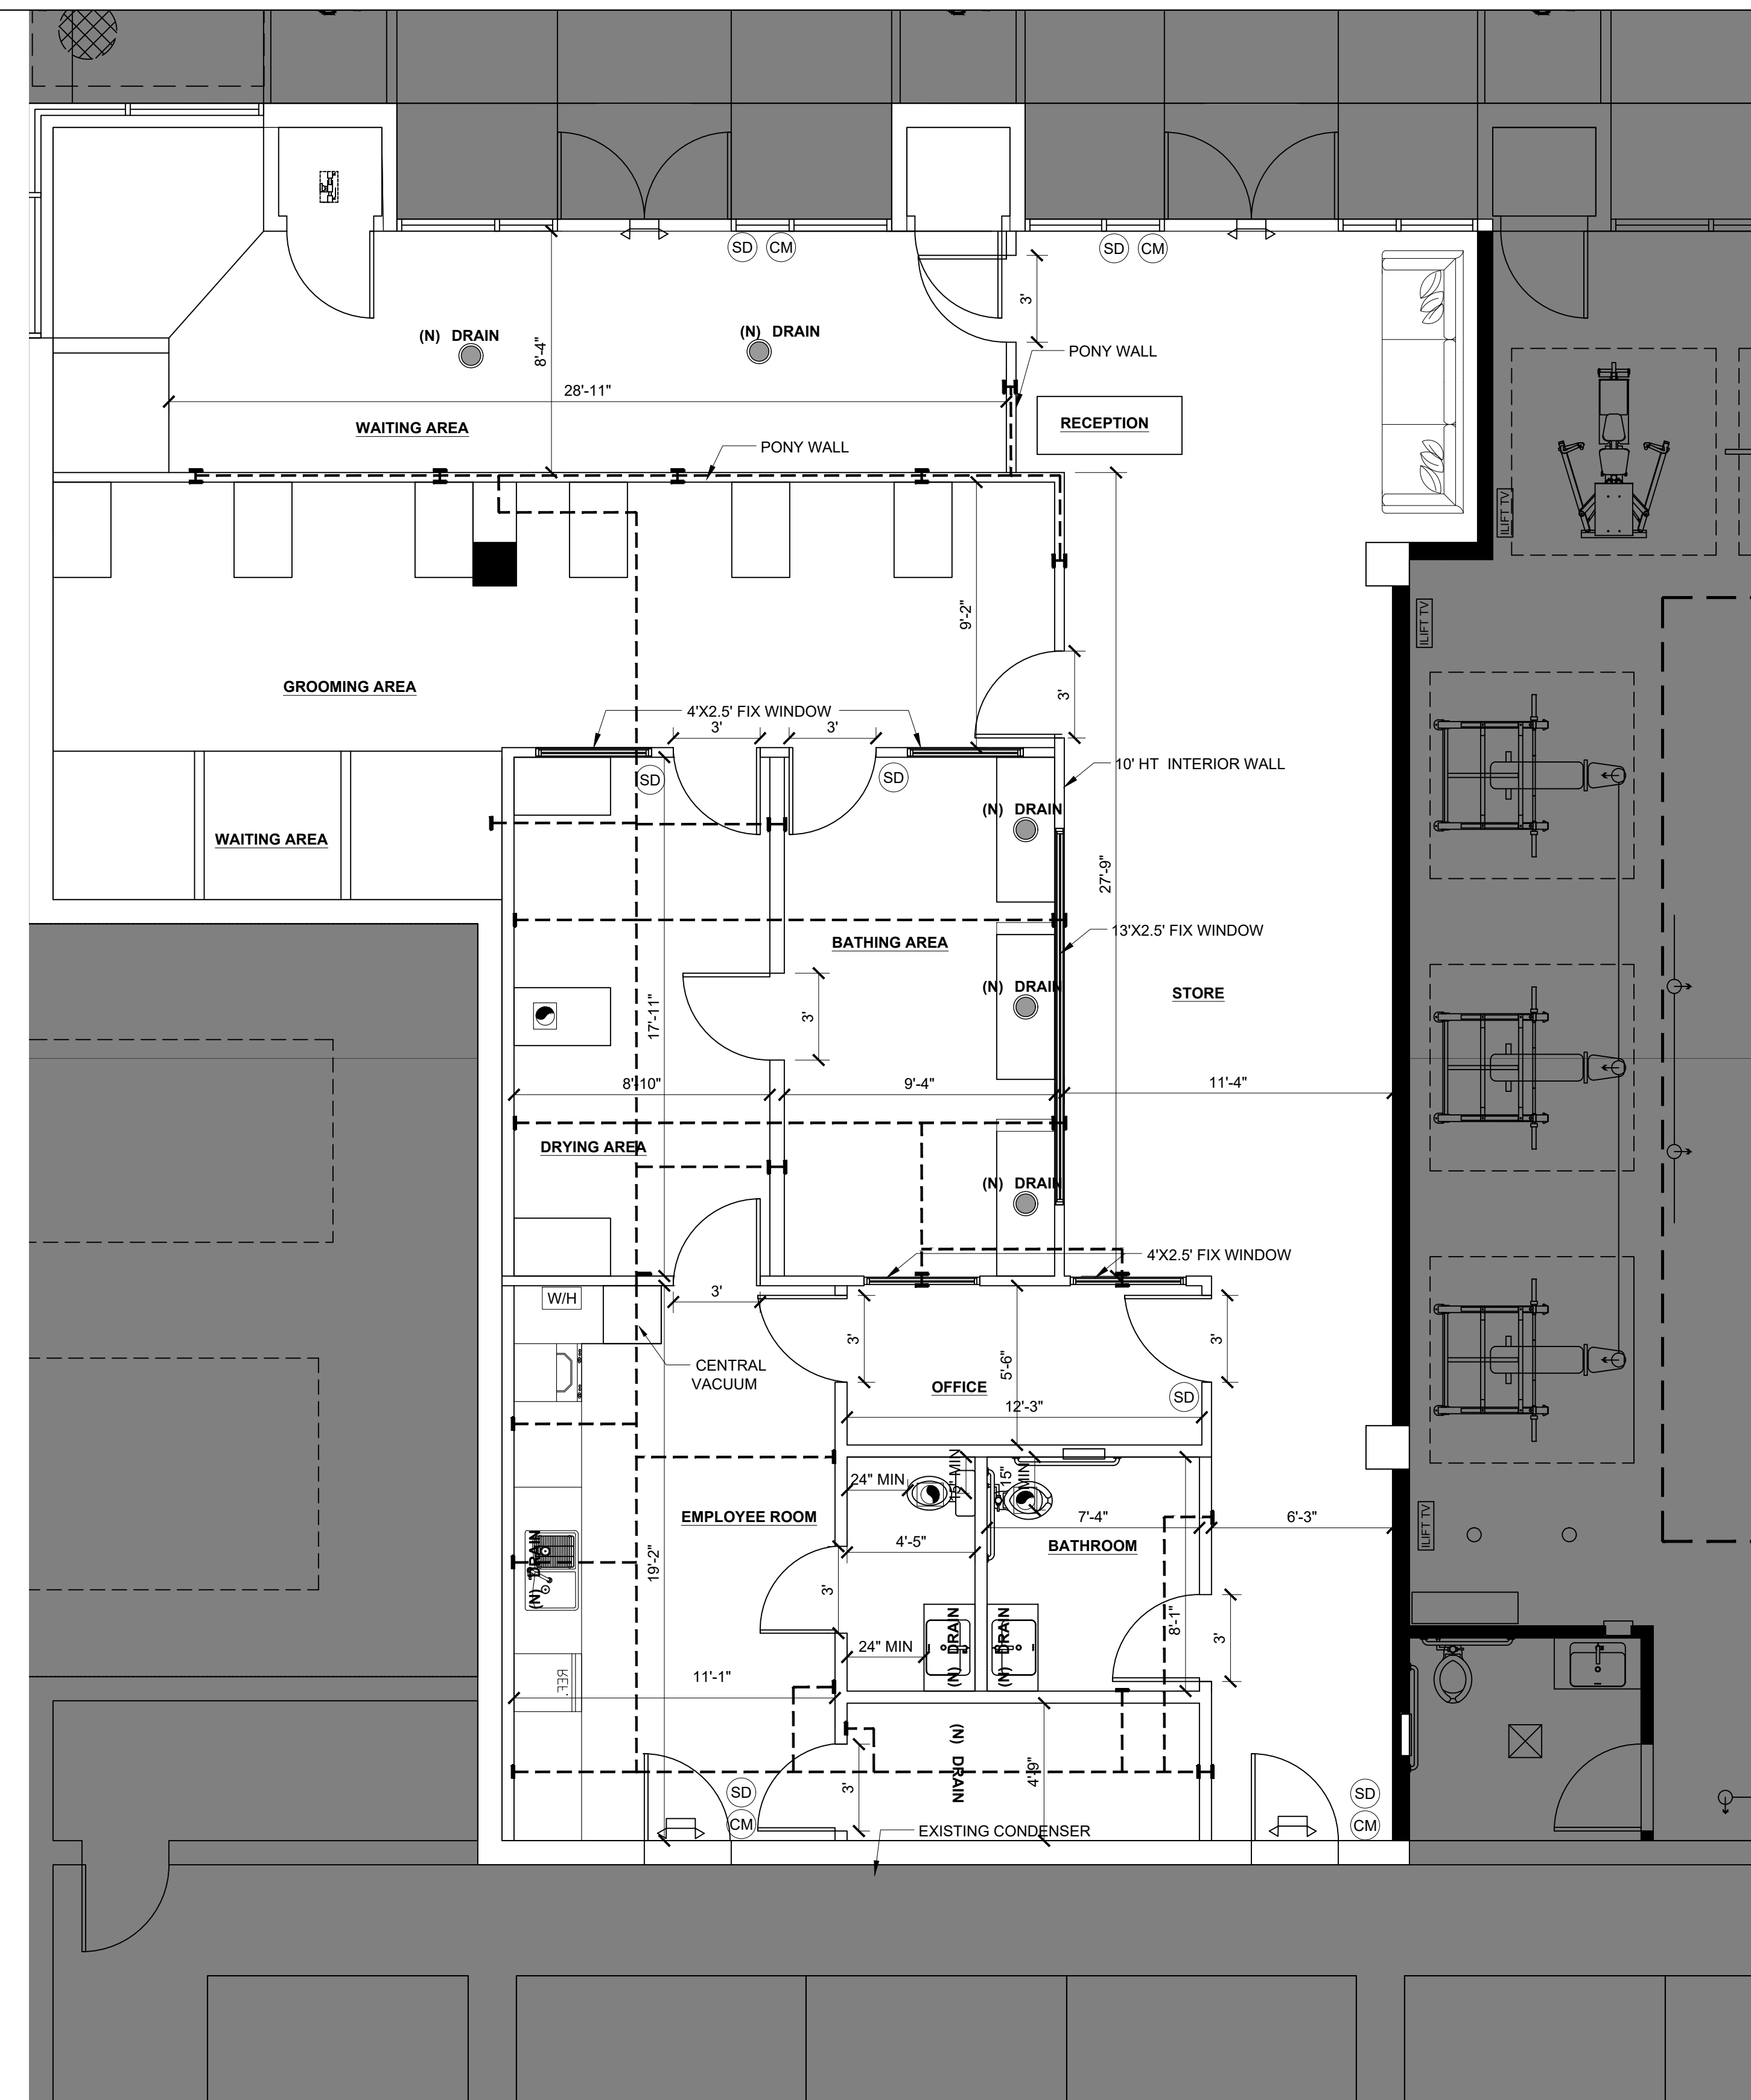 SD
CM
SD
CM
3'
(N) DRAIN
(N) DRAIN
8'-4"
PONY WALL
28'-11"
WAITING AREA
RECEPTION
PONY WALL
ILIFT TV
ILIFT TV
9'-2"
GROOMING AREA
3'
4'X2.5' FIX WINDOW
3'
3'
10' HT INTERIOR WALL
SD
SD
(N) DRAIN
WAITING AREA
27'-9"
13'X2.5' FIX WINDOW
BATHING AREA
(N) DRAIN
STORE
17'-11"
3'
8'-10"
9'-4"
11'-4"
DRYING AREA
(N) DRAIN
4'X2.5' FIX WINDOW
W/H
3'
3'
3'
CENTRAL
VACUUM
5'-6"
OFFICE
SD
12'-3"
24" MIN
15" MIN
15"
MIN
EMPLOYEE ROOM
7'-4"
6'-3"
ILIFT TV
4'-5"
BATHROOM
(N) DRAIN
19'-2"
3'
8'-1"
3'
24" MIN
(N) DRAIN
(N) DRAIN
11'-1"
REF.
(N) DRAIN
4'-9"
3'
SD
CM
SD
CM
EXISTING CONDENSER